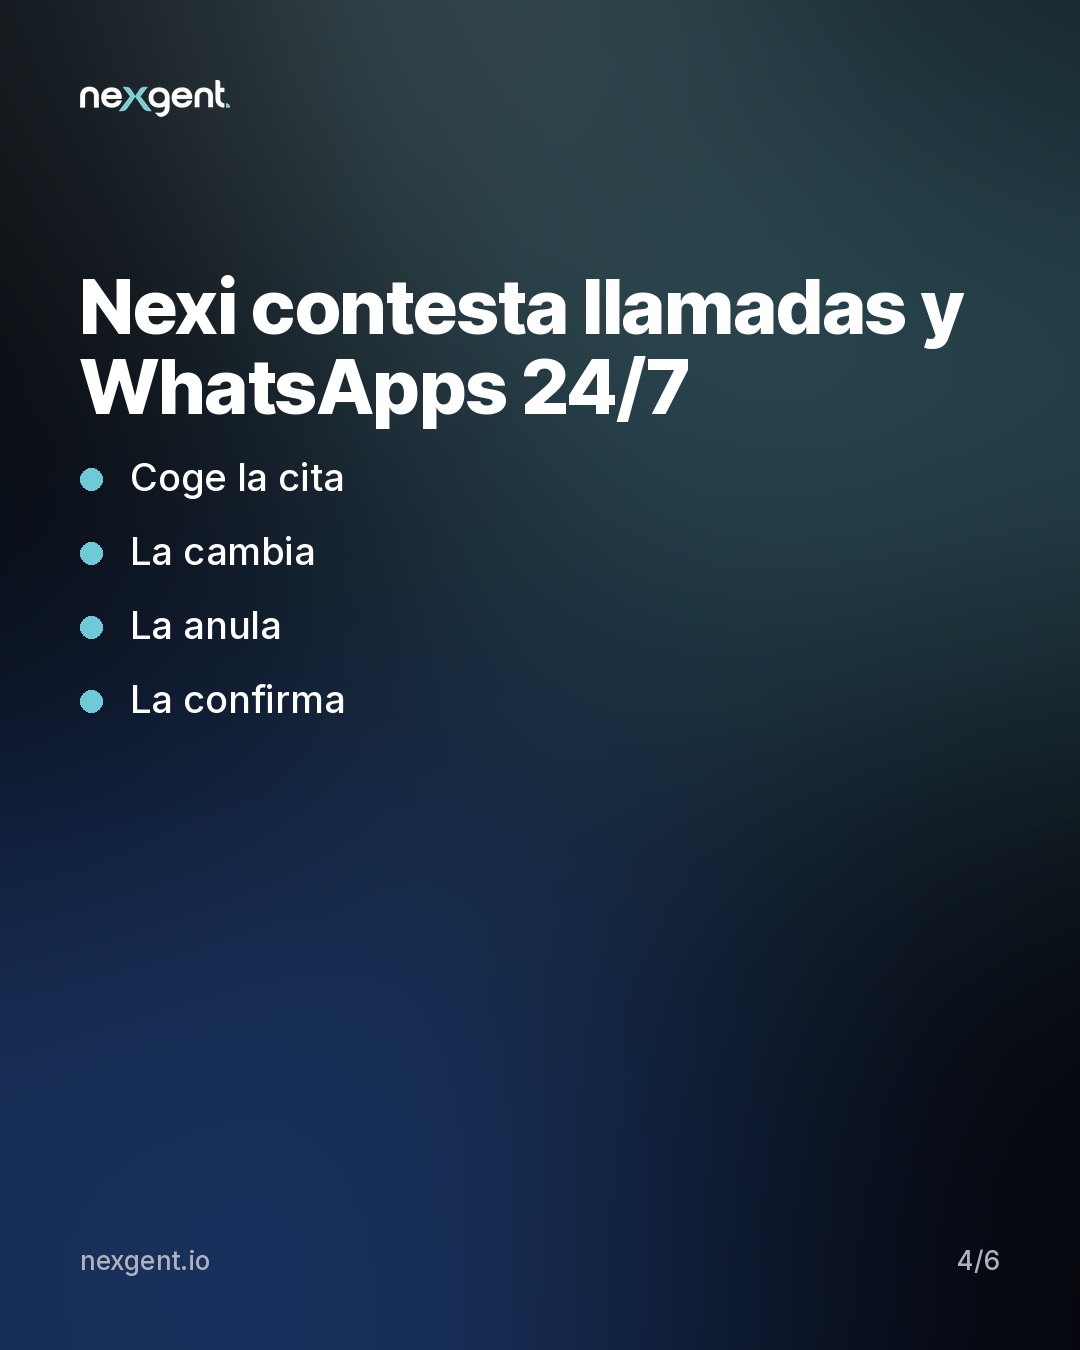 nexgent.
Nexi contesta llamadas y
WhatsApps 24/7
Coge la cita
La cambia
La anula
La confirma
nexgent.io
4/6